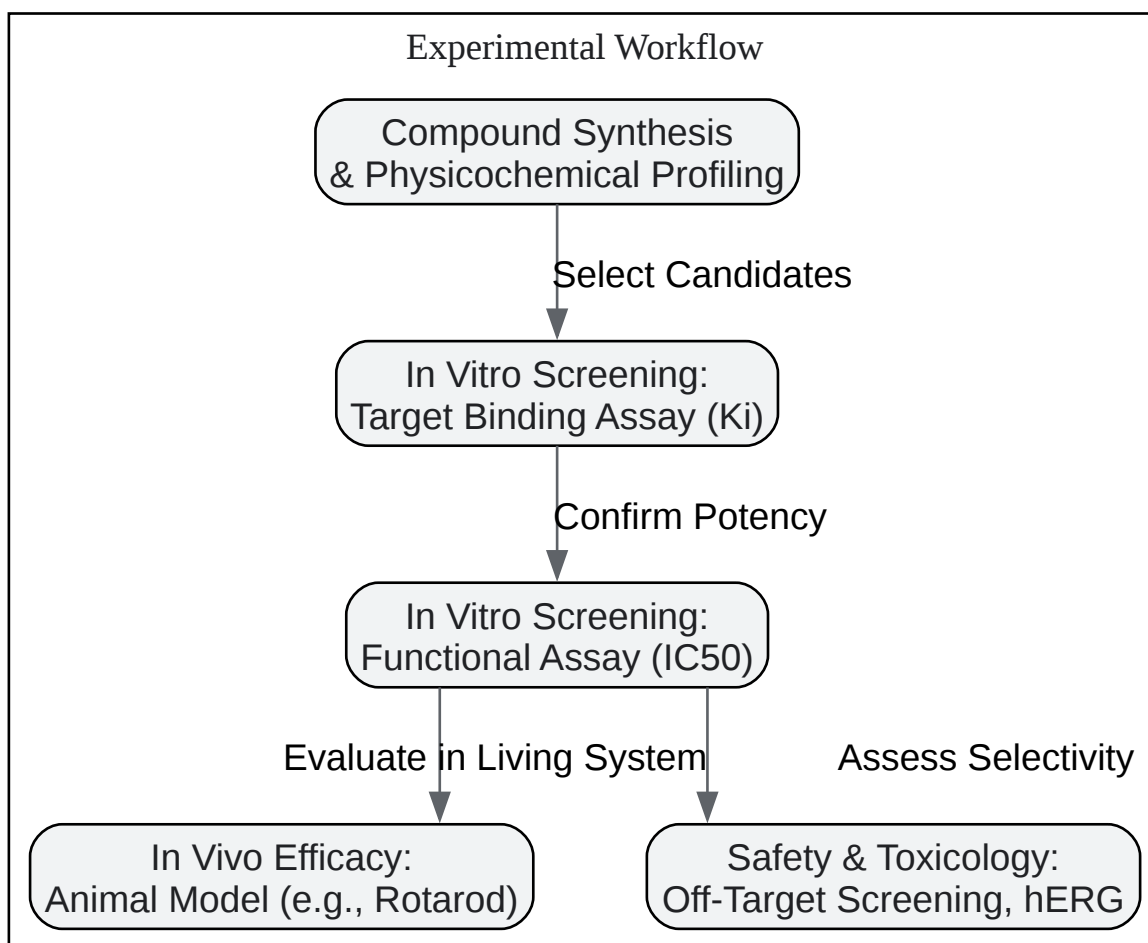 Experimental Workflow
Compound Synthesis
& Physicochemical Profiling
Select Candidates
In Vitro Screening:
Target Binding Assay (Ki)
Confirm Potency
In Vitro Screening:
Functional Assay (IC50)
Evaluate in Living System
Assess Selectivity
In Vivo Efficacy:
Animal Model (e.g., Rotarod)
Safety & Toxicology:
Off-Target Screening, hERG